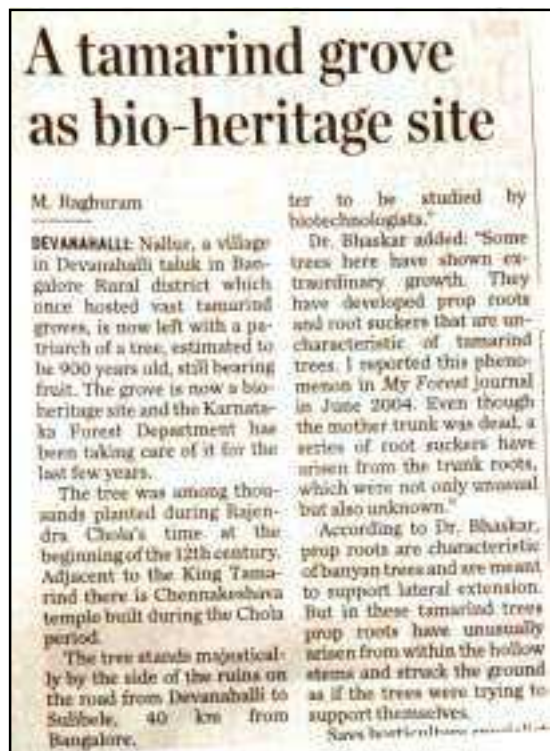 A tamarind grove
as bio-heritage site
M. Raghuram
DEVANAHALLI: Nallur, a village
in Devanahalli taluk in Ban-
galore Rural district which
once hosted vast tamarind
groves, is now left with a pa-
triarch of a tree, estimated to
be 900 years old, still bearing
fruit. The grove is now a bio-
heritage site and the Karnata-
ka Forest Department has
been taking care of it for the
last few years.
The tree was among thou-
sands planted during Rajen-
dra Chola's time at the
beginning of the 12th century.
Adjacent to the King Tama-
rind there is Chennakeshava
temple built during the Chola
period.
The tree stands majestical-
ly by the side of the ruins on
the road from Devanahalli to
40 km from
Bangalore.
ter to be studied by
biotechnologists."
Dr. Bhaskar added: "Some
trees here have shown ex-
traordinary growth. They
have developed prop roots
and root suckers that are un-
characteristic of tamarind
trees. I reported this pheno-
menon in My Forest journal
in June 2004. Even though
the mother trunk was dead, a
series of root suckers have
arisen from the trunk roots,
which were not only unusual
but also unknown."
According to Dr. Bhaskar,
prop roots are characteristic
of banyan trees and are meant
to support lateral extension.
But in these tamarind trees
prop roots have unusually
arisen from within the hollow
stems and struck the ground
as if the trees were trying to
support themselves.
Says horticulture